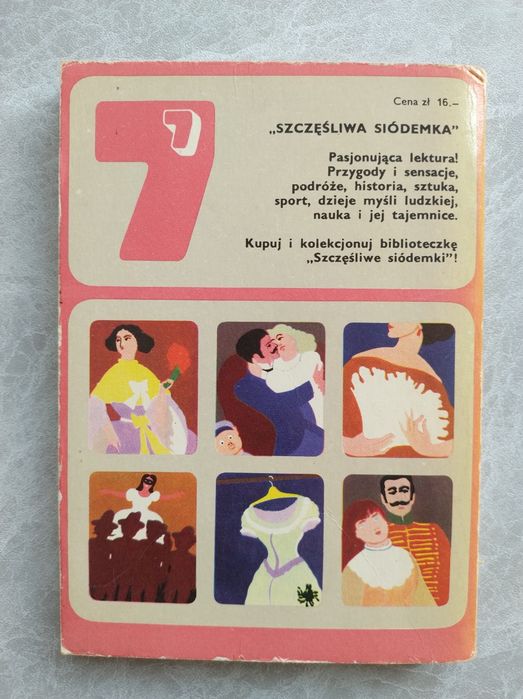 7
7
Cena zł 16.–
„SZCZĘŚLIWA SIÓDEMKA”
Pasjonująca lektura!
Przygody i sensacje,
podróże, historia, sztuka,
sport, dzieje myśli ludzkiej,
nauka i jej tajemnice.
Kupuj i kolekcjonuj biblioteczkę
„Szczęśliwe siódemki”!